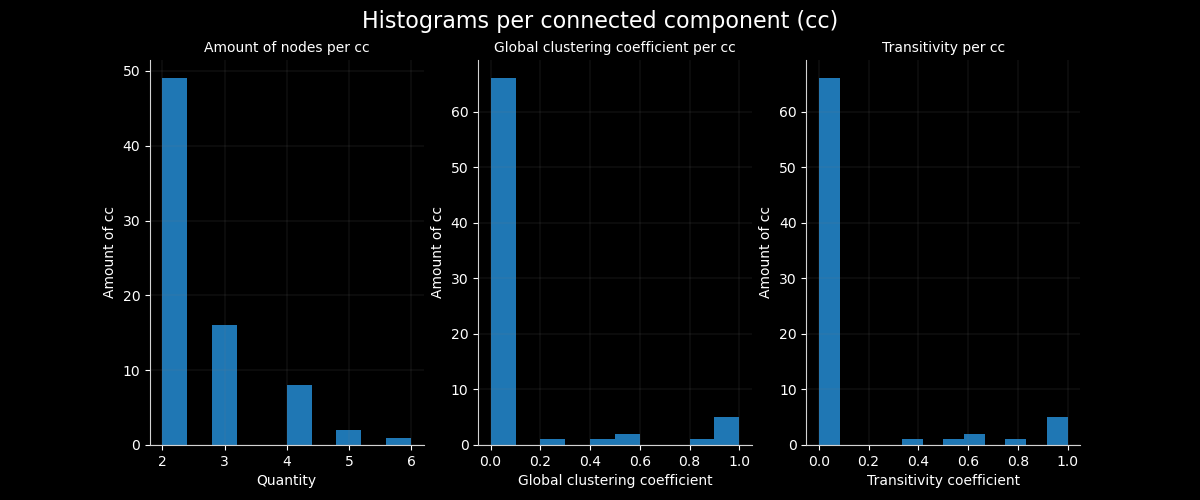 Histograms per connected component (cc)
Amount of nodes per cc
Global clustering coefficient per cc
Transitivity per cc
Amount of cc
50
40
30
20
10
0
2 3 4 5 6
Quantity
Amount of cc
60
50
40
30
20
10
0
0.0 0.2 0.4 0.6 0.8 1.0
Global clustering coefficient
Amount of cc
60
50
40
30
20
10
0
0.0 0.2 0.4 0.6 0.8 1.0
Transitivity coefficient